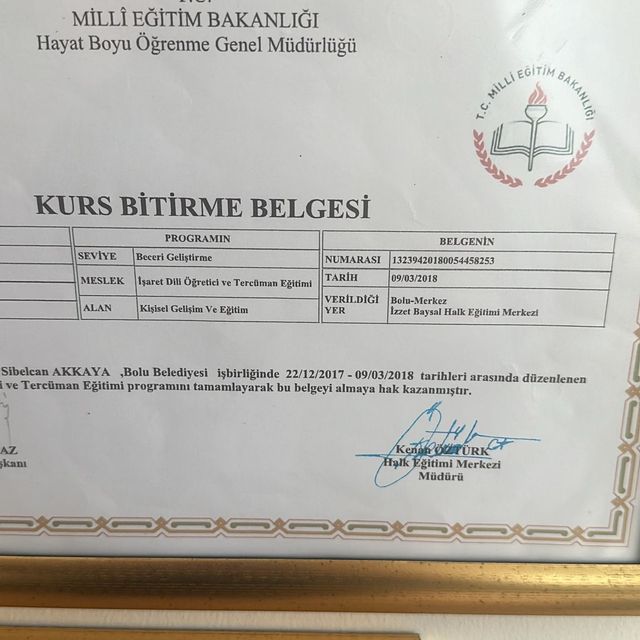 T.C.
MİLLÎ EĞİTİM BAKANLIĞI
Hayat Boyu Öğrenme Genel Müdürlüğü
T.C. MİLLÎ EĞİTİM BAKANLIĞI
KURS BİTİRME BELGESİ
PROGRAMIN
SEVİYE Beceri Geliştirme
MESLEK İşaret Dili Öğretici ve Tercüman Eğitimi
ALAN Kişisel Gelişim Ve Eğitim
BELGENİN
NUMARASI 13239420180054458253
TARİH 09/03/2018
VERİLDİĞİ YER Bolu-Merkez
İzzet Baysal Halk Eğitimi Merkezi
Sibelcan AKKAYA ,Bolu Belediyesi işbirliğinde 22/12/2017 - 09/03/2018 tarihleri arasında düzenlenen
i ve Tercüman Eğitimi programını tamamlayarak bu belgeyi almaya hak kazanmıştır.
AZ
şkanı
Kenan ÖZTÜRK
Halk Eğitimi Merkezi
Müdürü